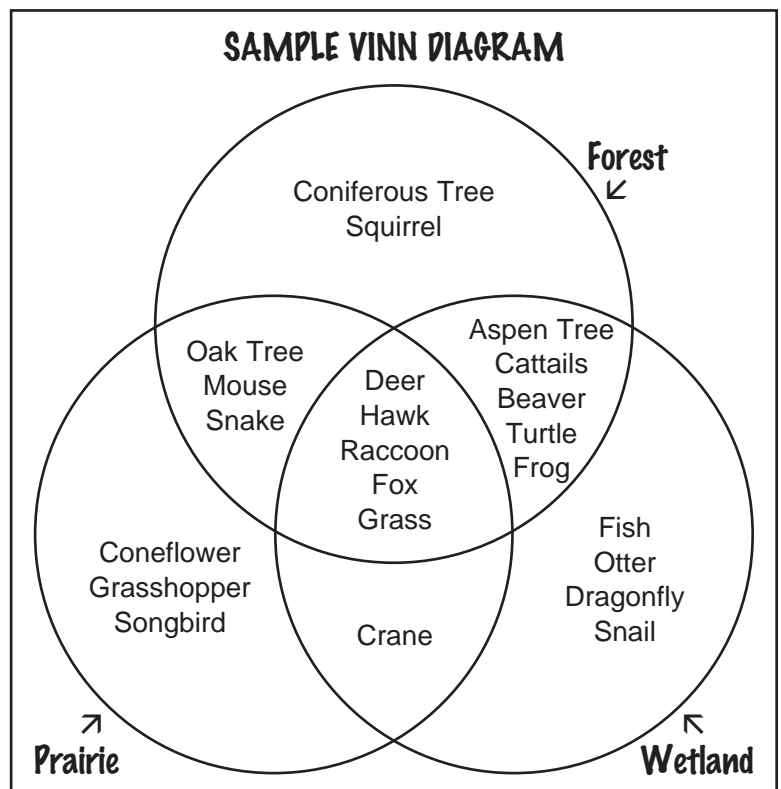 SAMPLE VINN DIAGRAM
Forest
Coniferous Tree
Squirrel
Oak Tree
Mouse
Snake
Deer
Hawk
Raccoon
Fox
Grass
Aspen Tree
Cattails
Beaver
Turtle
Frog
Coneflower
Grasshopper
Songbird
Crane
Fish
Otter
Dragonfly
Snail
Prairie
Wetland